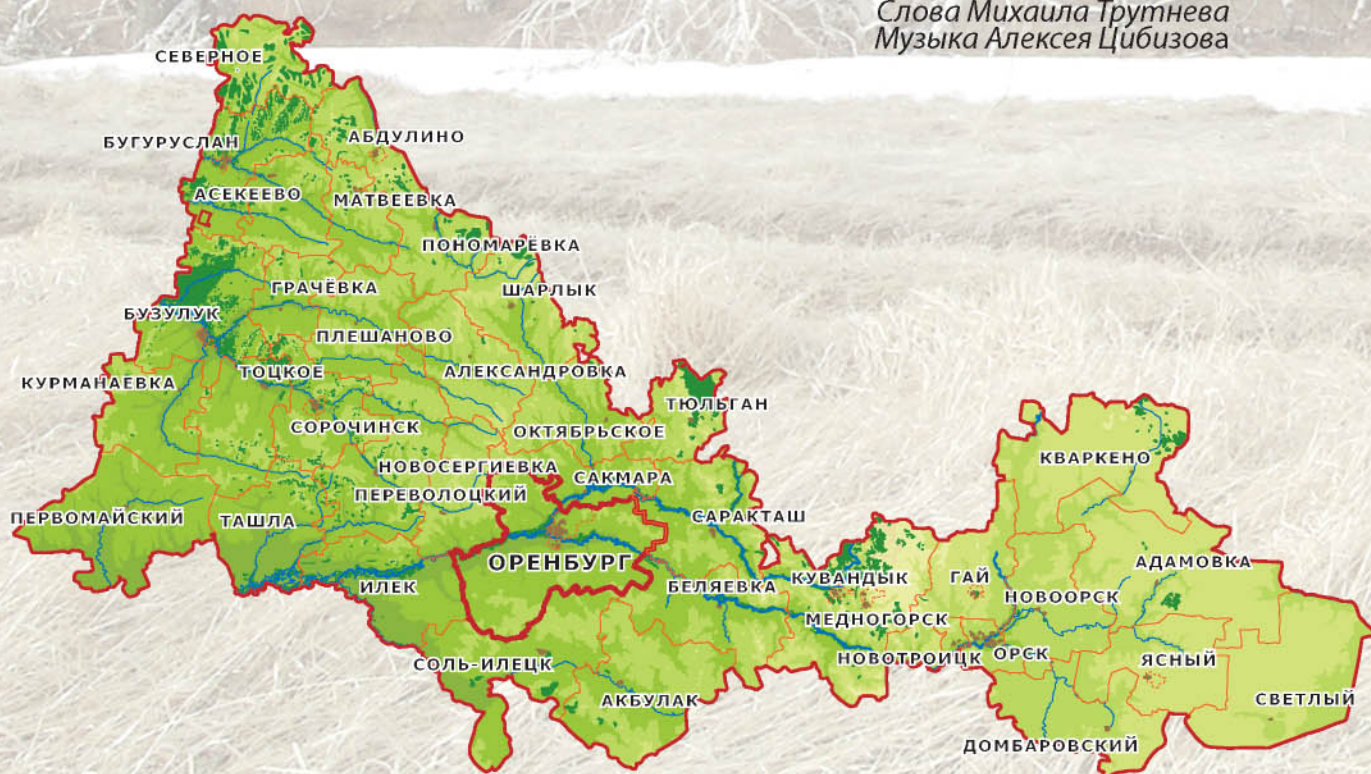 Слова Михаила Трутнева
Музыка Алексея Цибизова
СЕВЕРНОЕ
БУГУРУСЛАН
АБДУЛИНО
АСЕКЕЕВО
МАТВЕЕВКА
ПОНОМАРЁВКА
ГРАЧЁВКА
ШАРЛЫК
БУЗУЛУК
ПЛЕШАНОВО
КУРМАНАЕВКА
ТОЦКОЕ
АЛЕКСАНДРОВКА
ТЮЛЬГАН
СОРОЧИНСК
ОКТЯБРЬСКОЕ
КВАРКЕНО
НОВОСЕРГИЕВКА
САКМАРА
ПЕРЕВОЛОЦКИЙ
ПЕРВОМАЙСКИЙ
ТАШЛА
САРАКТАШ
ОРЕНБУРГ
АДАМОВКА
ИЛЕК
БЕЛЯЕВКА
КУВАНДЫК
ГАЙ
НОВООРСК
МЕДНОГОРСК
СОЛЬ-ИЛЕЦК
НОВОТРОИЦК
ОРСК
ЯСНЫЙ
АКБУЛАК
СВЕТЛЫЙ
ДОМБАРОВСКИЙ